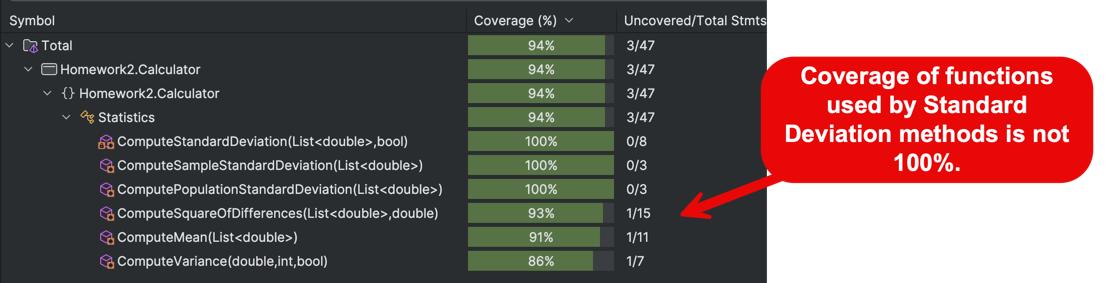 Symbol Coverage (%) Uncovered/Total Stmts
Total 94% 3/47
Homework2.Calculator 94% 3/47
{} Homework2.Calculator 94% 3/47
Statistics 94% 3/47
ComputeStandardDeviation(List<double>,bool) 100% 0/8
ComputeSampleStandardDeviation(List<double>) 100% 0/3
ComputePopulationStandardDeviation(List<double>) 100% 0/3
ComputeSquareOfDifferences(List<double>,double) 93% 1/15
ComputeMean(List<double>) 91% 1/11
ComputeVariance(double,int,bool) 86% 1/7
Coverage of functions
used by Standard
Deviation methods is not
100%.